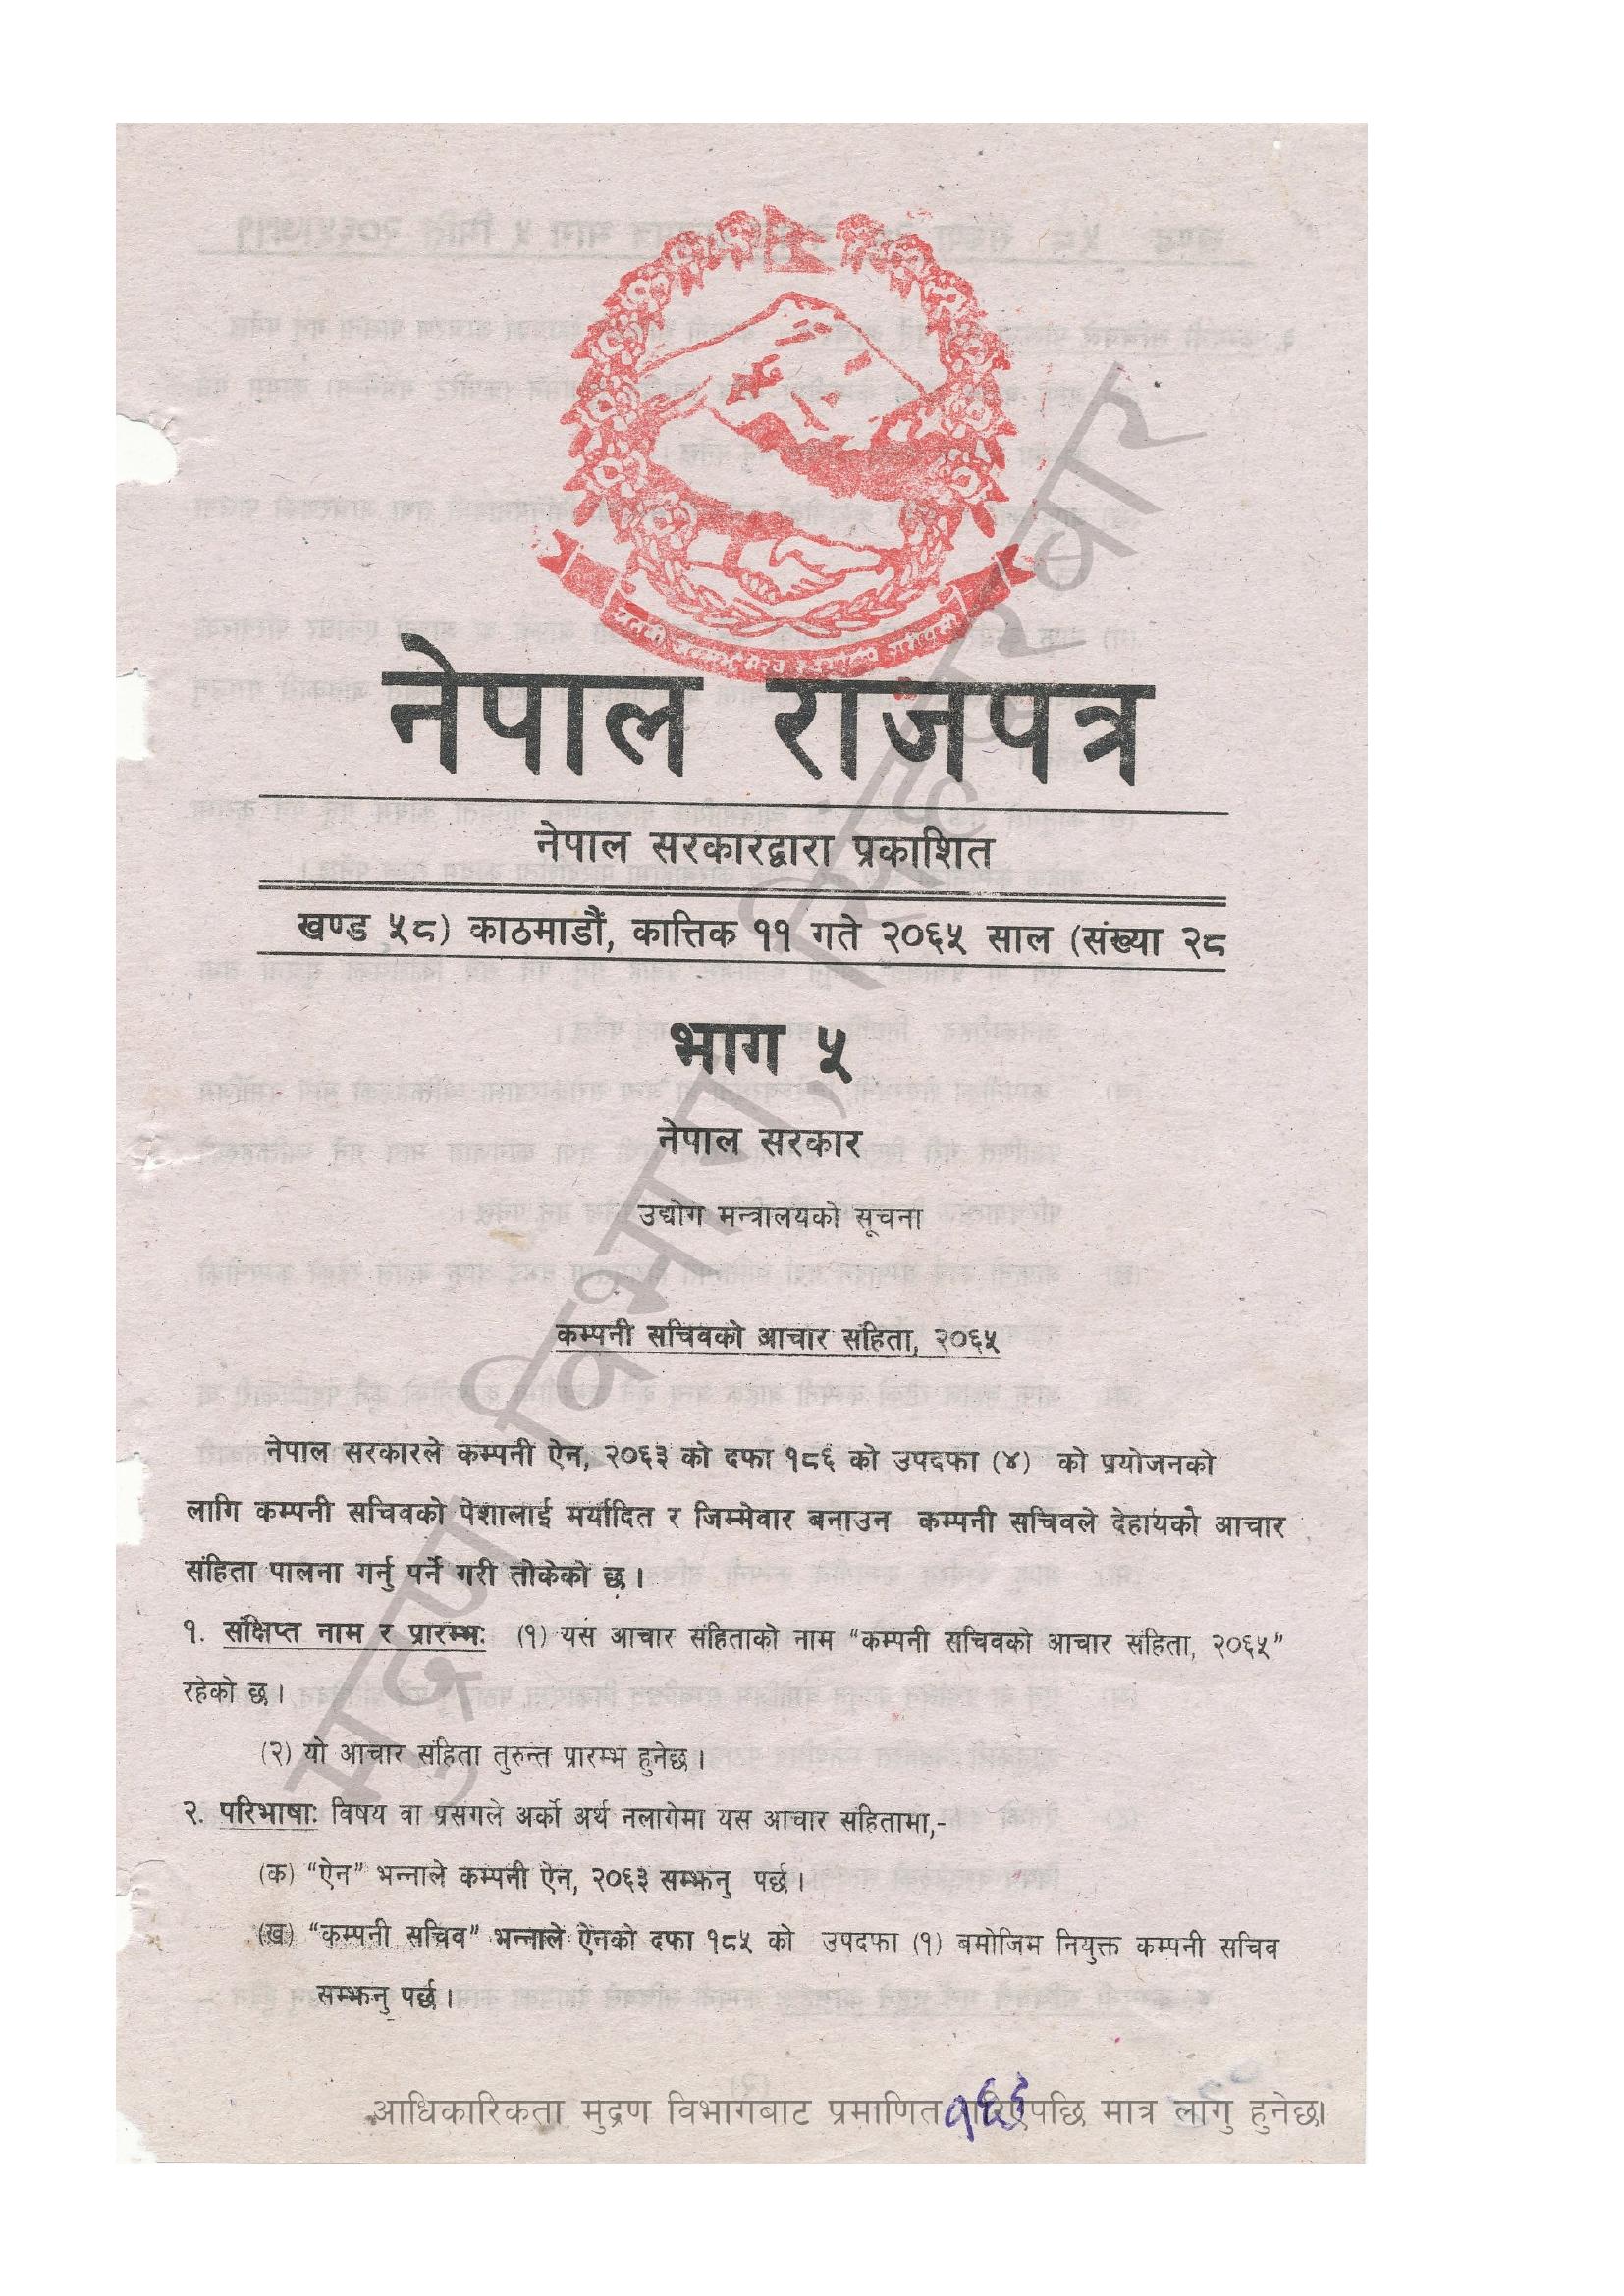 नेपाल राजपत्र
नेपाल सरकारद्वारा प्रकाशित
खण्ड ५८) काठमाडौं, कात्तिक ११ गते २०६५ साल (संख्या २८
भाग ५
नेपाल सरकार
उद्योग मन्त्रालयको सूचना
कम्पनी सचिवको आचार संहिता, २०६५
नेपाल सरकारले कम्पनी ऐन, २०६३ को दफा १८६ को उपदफा (४) को प्रयोजनको
लागि कम्पनी सचिवको पेशालाई मर्यादित र जिम्मेवार बनाउन कम्पनी सचिवले देहायको आचार
संहिता पालना गर्नु पर्ने गरी तोकेको छ।
१. संक्षिप्त नाम र प्रारम्भः (१) यस आचार संहिताको नाम “कम्पनी सचिवको आचार संहिता, २०६५”
रहेको छ।
(२) यो आचार संहिता तुरुन्त प्रारम्भ हुनेछ।
२. परिभाषाः विषय वा प्रसंगले अर्को अर्थ नलागेमा यस आचार संहितामा,-
(क) “ऐन” भन्नाले कम्पनी ऐन, २०६३ सम्झनु पर्छ।
(ख) “कम्पनी सचिव” भन्नाले ऐनको दफा १८५ को उपदफा (१) बमोजिम नियुक्त कम्पनी सचिव
सम्झनु पर्छ।
आधिकारिकता मुद्रण विभागबाट प्रमाणित पछि मात्र लागु हुनेछ।
१६६
मुद्रण विभाग, सिंहदरबार